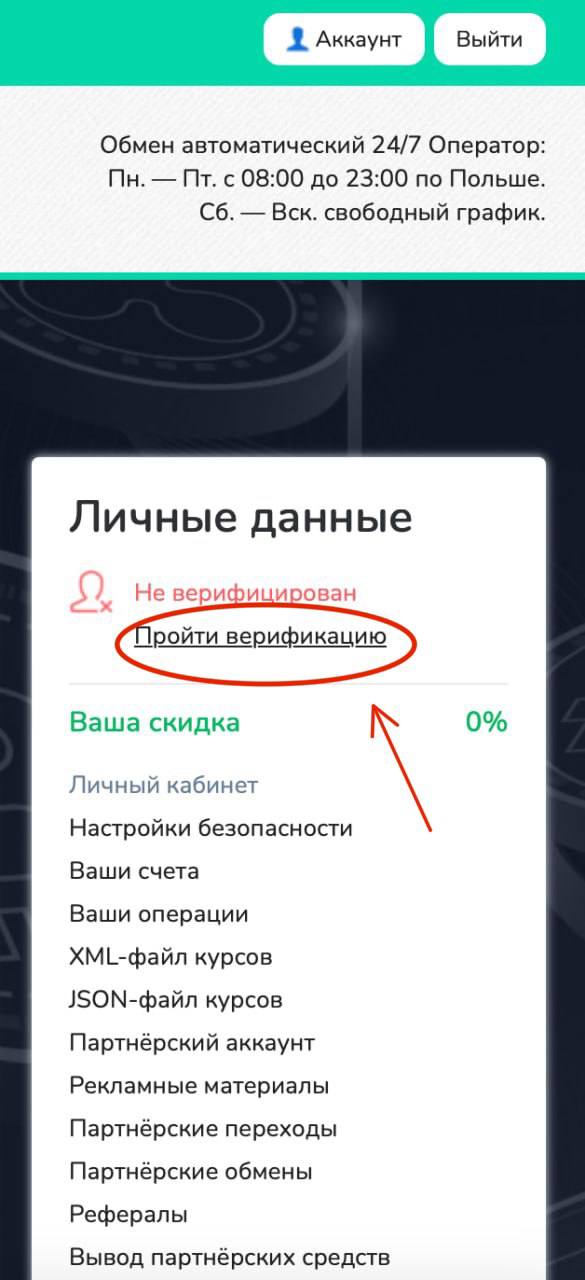 Аккаунт
Выйти
Обмен автоматический 24/7 Оператор:
Пн. — Пт. с 08:00 до 23:00 по Польше.
Сб. — Вск. свободный график.
Личные данные
Не верифицирован
Пройти верификацию
Ваша скидка 0%
Личный кабинет
Настройки безопасности
Ваши счета
Ваши операции
XML-файл курсов
JSON-файл курсов
Партнёрский аккаунт
Рекламные материалы
Партнёрские переходы
Партнёрские обмены
Рефералы
Вывод партнёрских средств